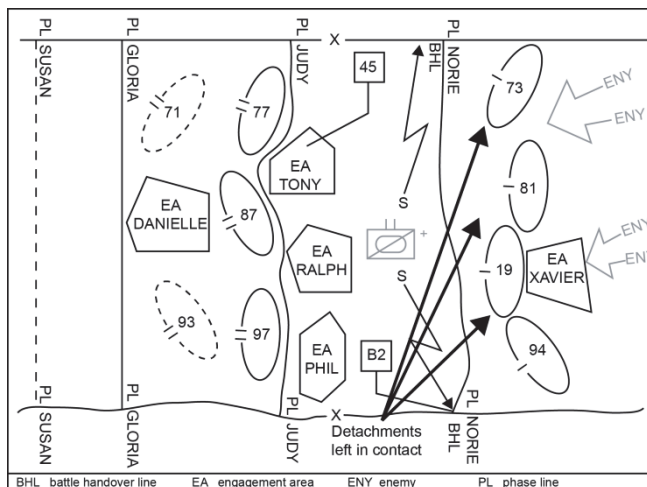 PL SUSAN
PL GLORIA
PL JUDY
X
BHL
PL NORIE
45
71
77
73
ENY
ENY
EA
TONY
81
EA
DANIELLE
87
S
+
EA
RALPH
S
19
EA
XAVIER
ENY
ENY
93
97
EA
PHIL
B2
94
PL SUSAN
PL GLORIA
PL JUDY
X
PL NORIE
BHL
Detachments
left in contact
BHL battle handover line EA engagement area ENY enemy PL phase line